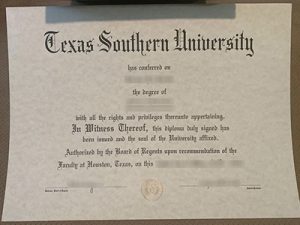 Texas Southern University
has conferred on
the degree of
with all the rights and privileges thereunto appertaining.
In Witness Thereof, this diploma duly signed has
been issued and the seal of the University affixed.
Authorized by the Board of Regents upon recommendation of the
Faculty at Houston, Texas, on this